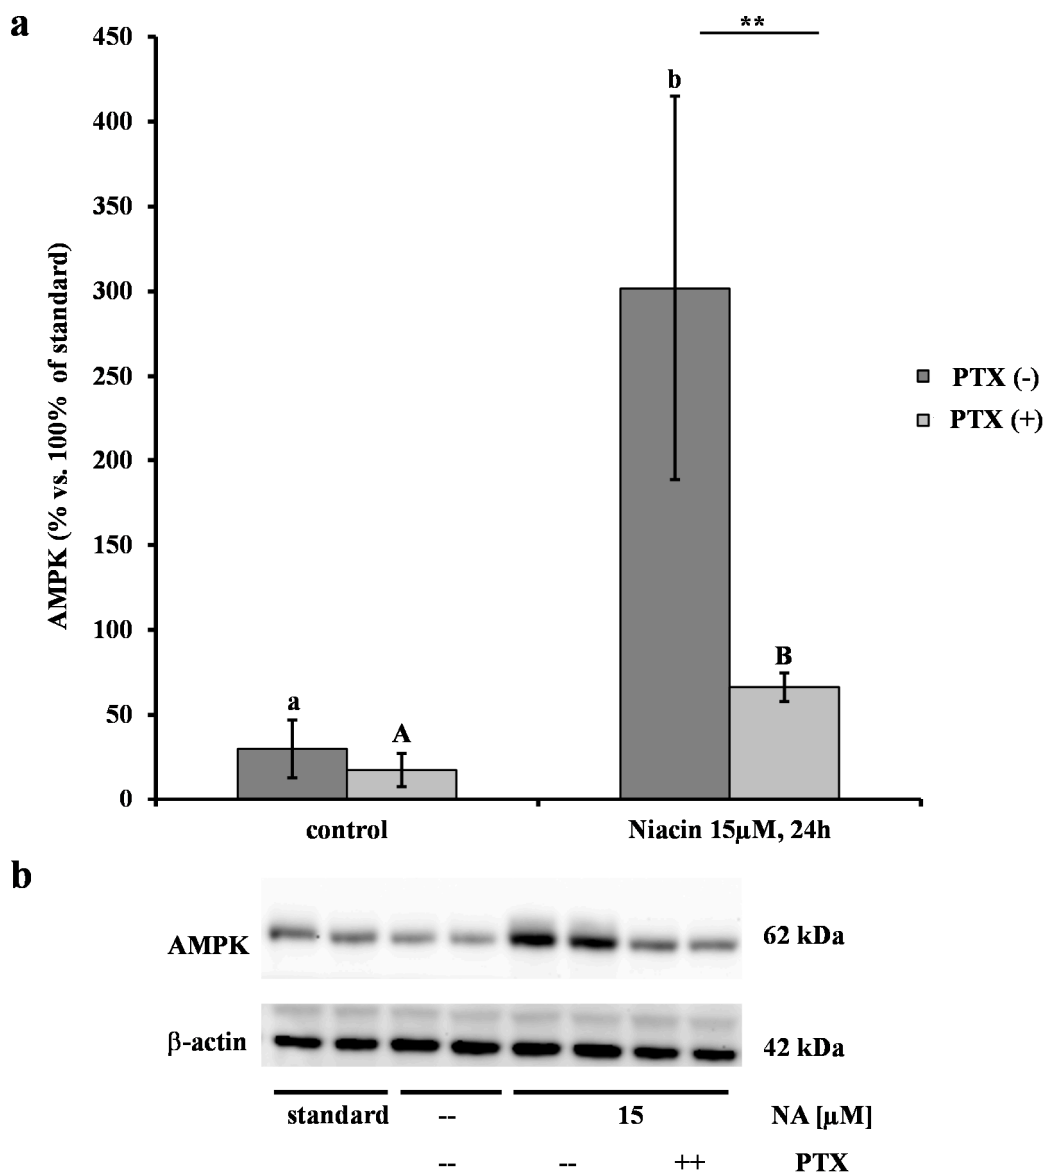 a
**
450
400
350
300
250
200
150
100
50
0
AMPK (% vs. 100% of standard)
b
B
a
A
PTX (-)
PTX (+)
control
Niacin 15μM, 24h
b
AMPK
62 kDa
β-actin
42 kDa
standard -- 15 NA [μM]
-- -- ++ PTX